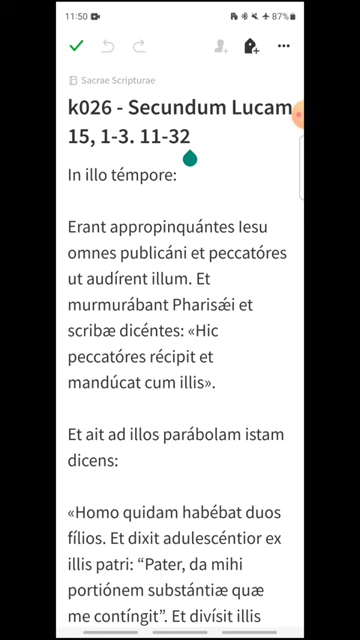 11:50
87%
Sacrae Scripturae
k026 - Secundum Lucam
15, 1-3. 11-32
In illo témpore:
Erant appropinquántes Iesu
omnes publicáni et peccatóres
ut audírent illum. Et
murmurábant Pharisǽi et
scribæ dicéntes: «Hic
peccatóres récipit et
mandúcat cum illis».
Et ait ad illos parábolam istam
dicens:
«Homo quidam habébat duos
fílios. Et dixit adulescéntior ex
illis patri: “Pater, da mihi
portiónem substántiæ quæ
me contíngit”. Et divísit illis